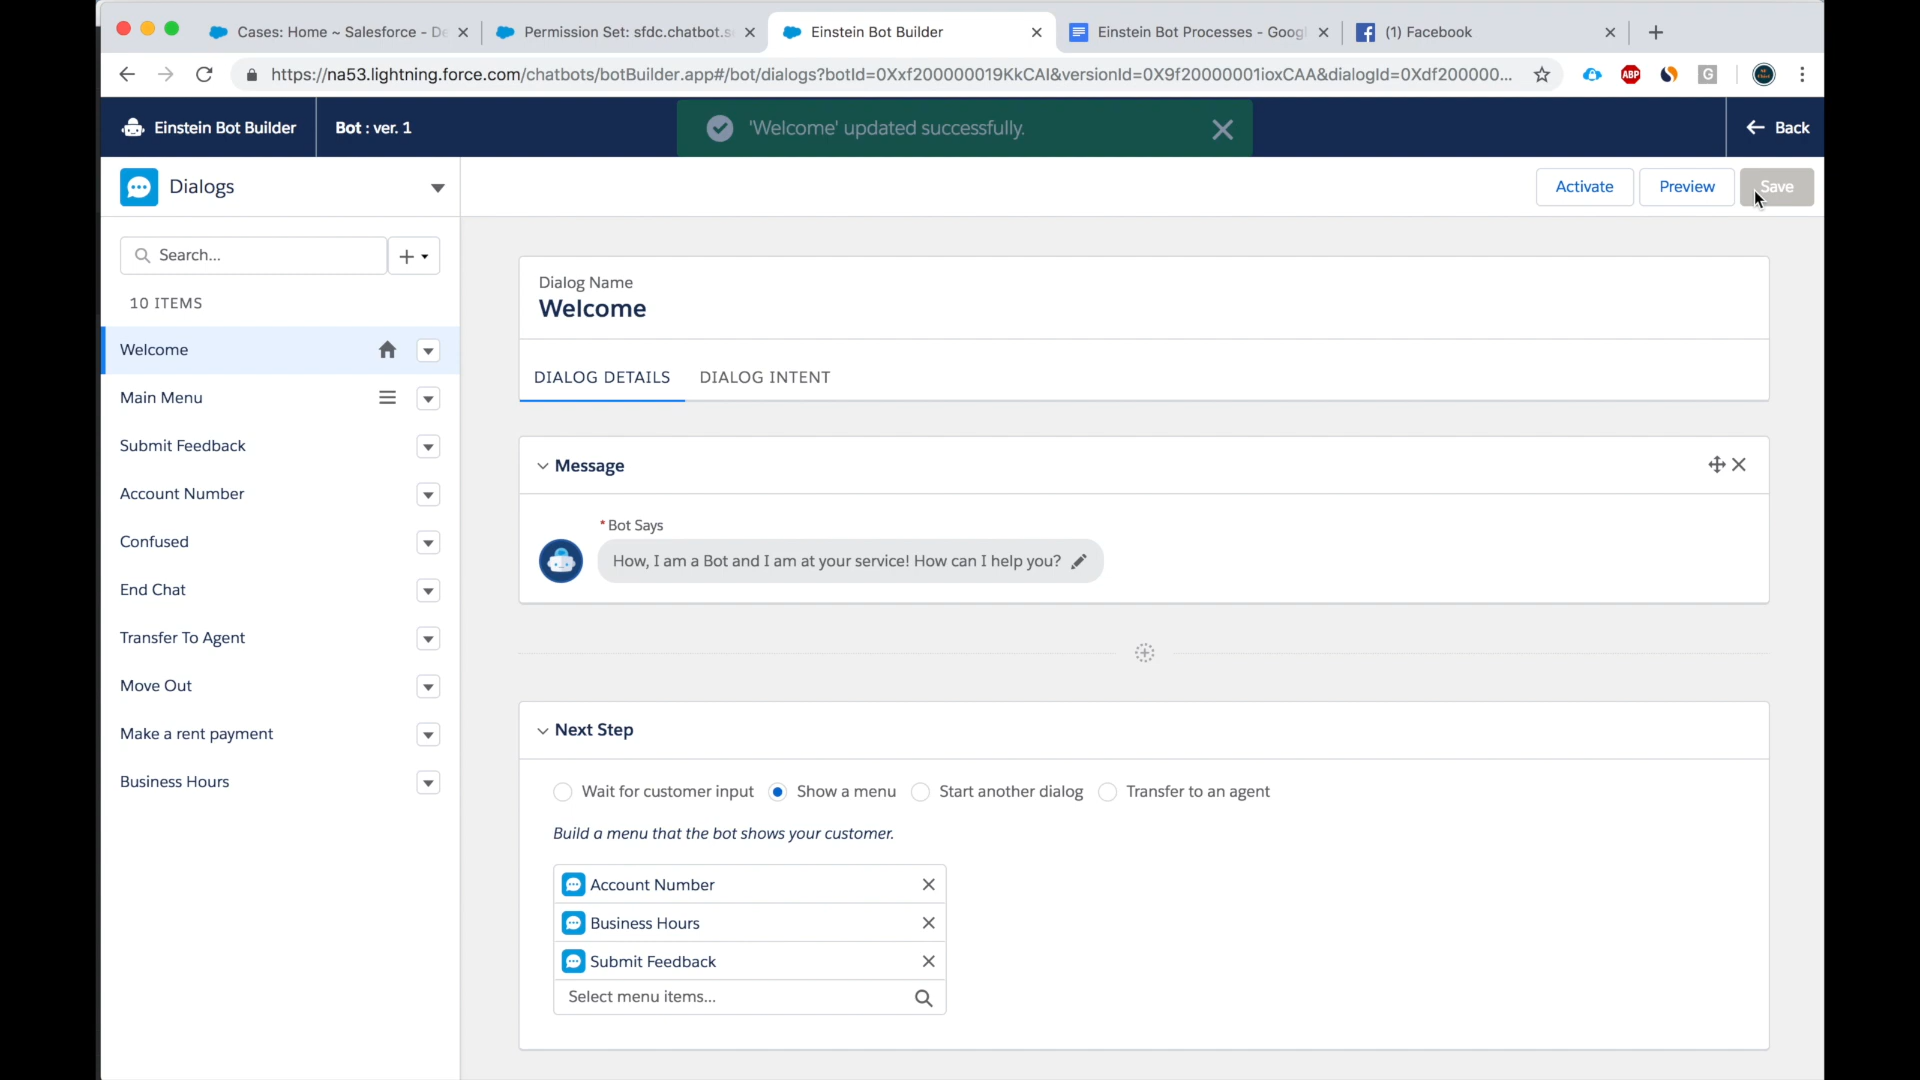 Cases: Home ~ Salesforce - De
Permission Set: sfdc.chatbot.s
Einstein Bot Builder
Einstein Bot Processes - Googl
(1) Facebook
https://na53.lightning.force.com/chatbots/botBuilder.app#/bot/dialogs?botId=0Xxf200000019KkCAI&versionId=0X9f20000001ioxCAA&dialogId=0Xdf200000...
ABP
G
Einstein Bot Builder
Bot : ver. 1
'Welcome' updated successfully.
Back
Dialogs
Activate
Preview
Save
Search...
10 ITEMS
Welcome
Main Menu
Submit Feedback
Account Number
Confused
End Chat
Transfer To Agent
Move Out
Make a rent payment
Business Hours
Dialog Name
Welcome
DIALOG DETAILS
DIALOG INTENT
Message
* Bot Says
How, I am a Bot and I am at your service! How can I help you?
Next Step
Wait for customer input
Show a menu
Start another dialog
Transfer to an agent
Build a menu that the bot shows your customer.
Account Number
Business Hours
Submit Feedback
Select menu items...